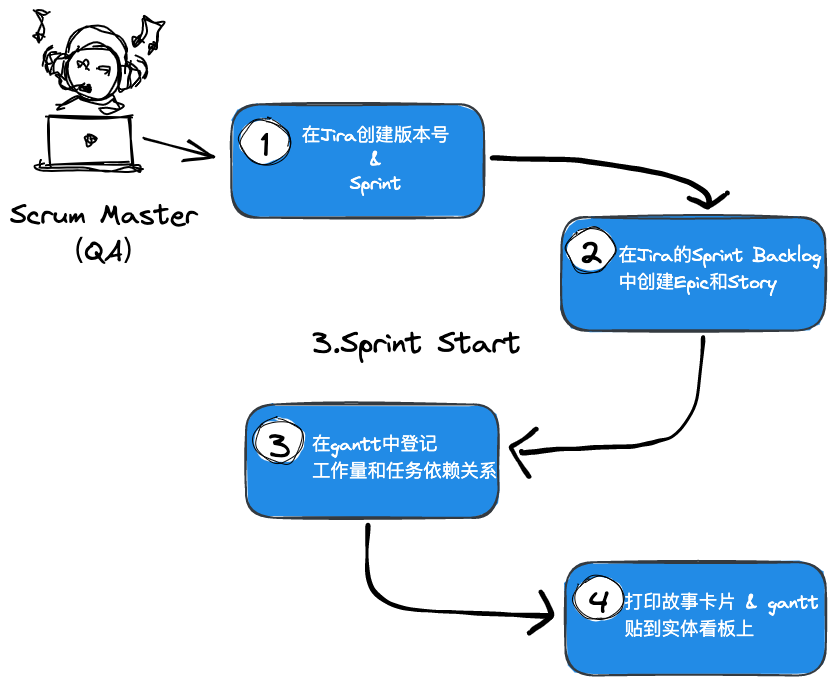 Scrum Master
(QA)
1
在Jira创建版本号
&
Sprint
2
在Jira的Sprint Backlog
中创建Epic和Story
3.Sprint Start
3
在gantt中登记
工作量和任务依赖关系
4
打印故事卡片 & gantt
贴到实体看板上